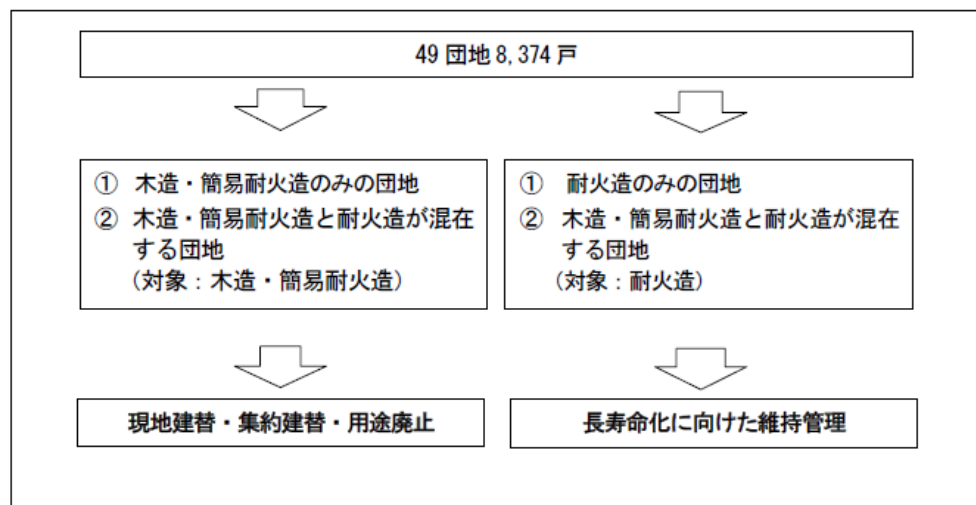 49 団地 8,374 戸
① 木造・簡易耐火造のみの団地
② 木造・簡易耐火造と耐火造が混在
する団地
（対象：木造・簡易耐火造）
① 耐火造のみの団地
② 木造・簡易耐火造と耐火造が混在
する団地
（対象：耐火造）
現地建替・集約建替・用途廃止
長寿命化に向けた維持管理